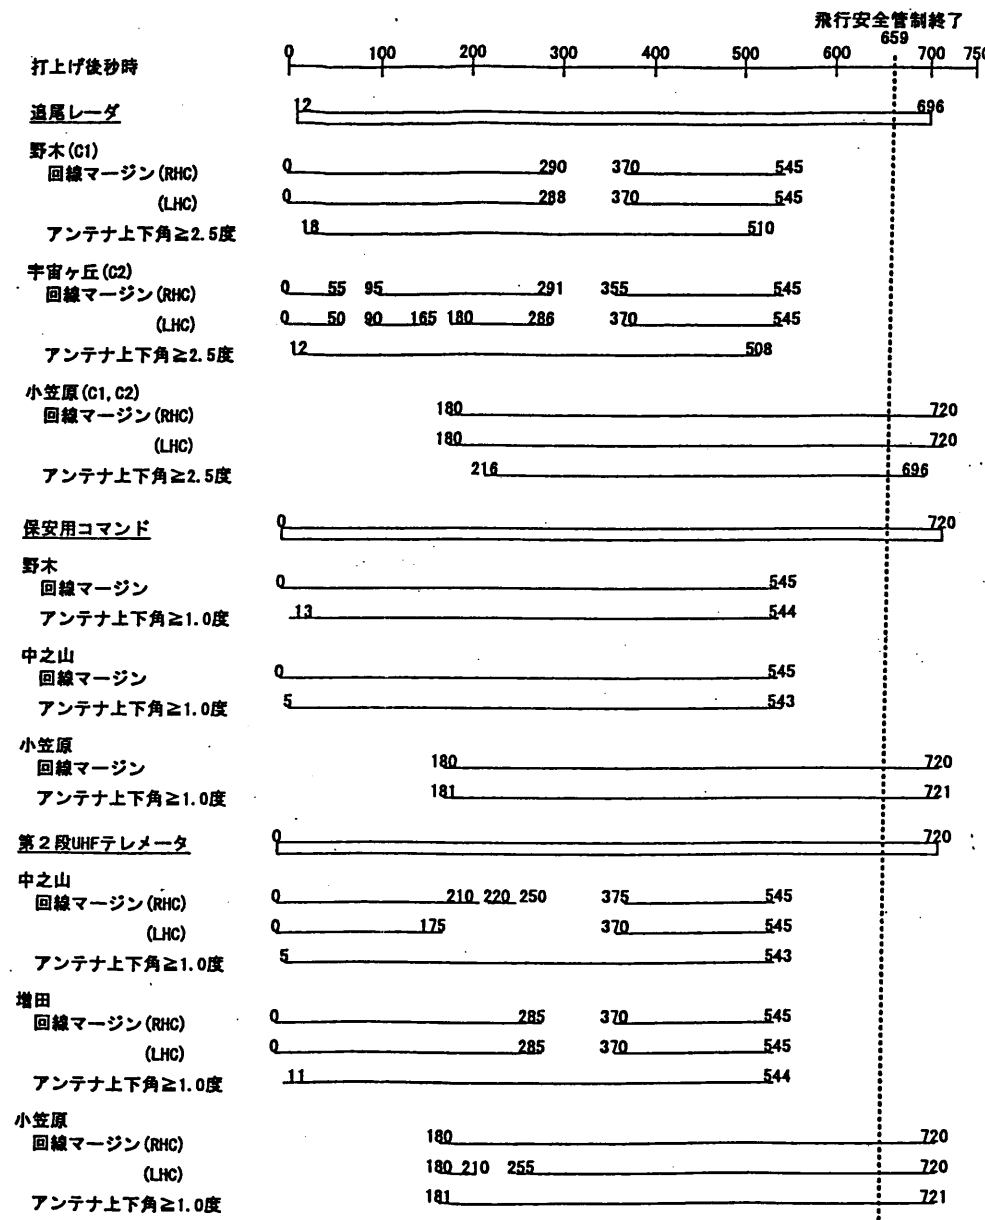 飛行安全管制終了
659
打上げ後秒時 0 100 200 300 400 500 600 700 750
追尾レーダ 12 696
野木(C1)
回線マージン(RHC) 0 290 370 545
(LHC) 0 288 370 545
アンテナ上下角≧2.5度 18 510
宇宙ヶ丘(C2)
回線マージン(RHC) 0 55 95 291 355 545
(LHC) 0 50 90 165 180 286 370 545
アンテナ上下角≧2.5度 12 508
小笠原(C1,C2)
回線マージン(RHC) 180 720
(LHC) 180 720
アンテナ上下角≧2.5度 216 696
保安用コマンド 0 720
野木
回線マージン 0 545
アンテナ上下角≧1.0度 13 544
中之山
回線マージン 0 545
アンテナ上下角≧1.0度 5 543
小笠原
回線マージン 180 720
アンテナ上下角≧1.0度 181 721
第2段UHFテレメータ 0 720
中之山
回線マージン(RHC) 0 210 220 250 375 545
(LHC) 0 175 370 545
アンテナ上下角≧1.0度 5 543
増田
回線マージン(RHC) 0 285 370 545
(LHC) 0 285 370 545
アンテナ上下角≧1.0度 11 544
小笠原
回線マージン(RHC) 180 720
(LHC) 180 210 255 720
アンテナ上下角≧1.0度 181 721